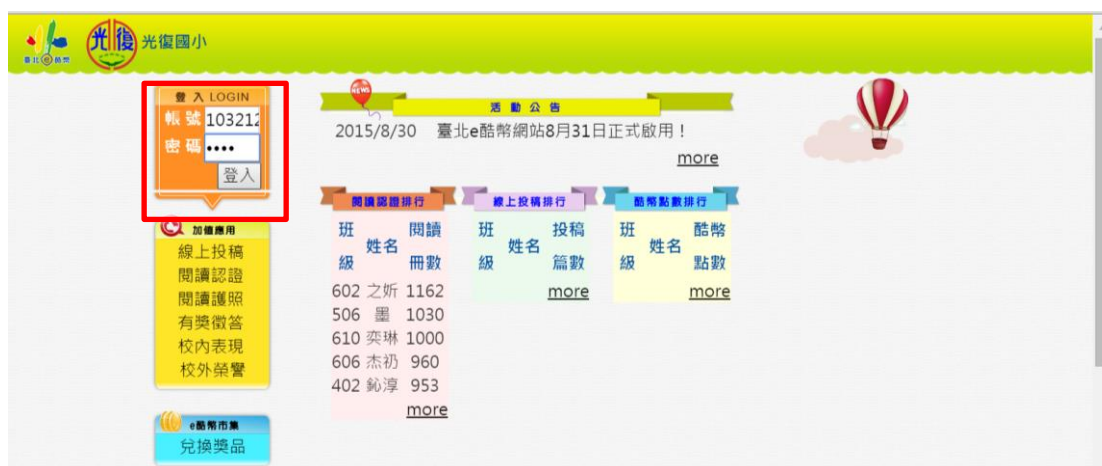 臺北e酷幣
光復
光復國小
登入 LOGIN
帳號 103212
密碼 ••••
登入
加值應用
線上投稿
閱讀認證
閱讀護照
有獎徵答
校內表現
校外榮譽
e酷幣市集
兌換獎品
NEWS
活動公告
2015/8/30 臺北e酷幣網站8月31日正式啟用!
more
閱讀認證排行
班級 姓名 閱讀冊數
602 之妡 1162
506 墨 1030
610 奕琳 1000
606 杰礽 960
402 鈊淳 953
more
線上投稿排行
班級 姓名 投稿篇數
more
酷幣點數排行
班級 姓名 酷幣點數
more